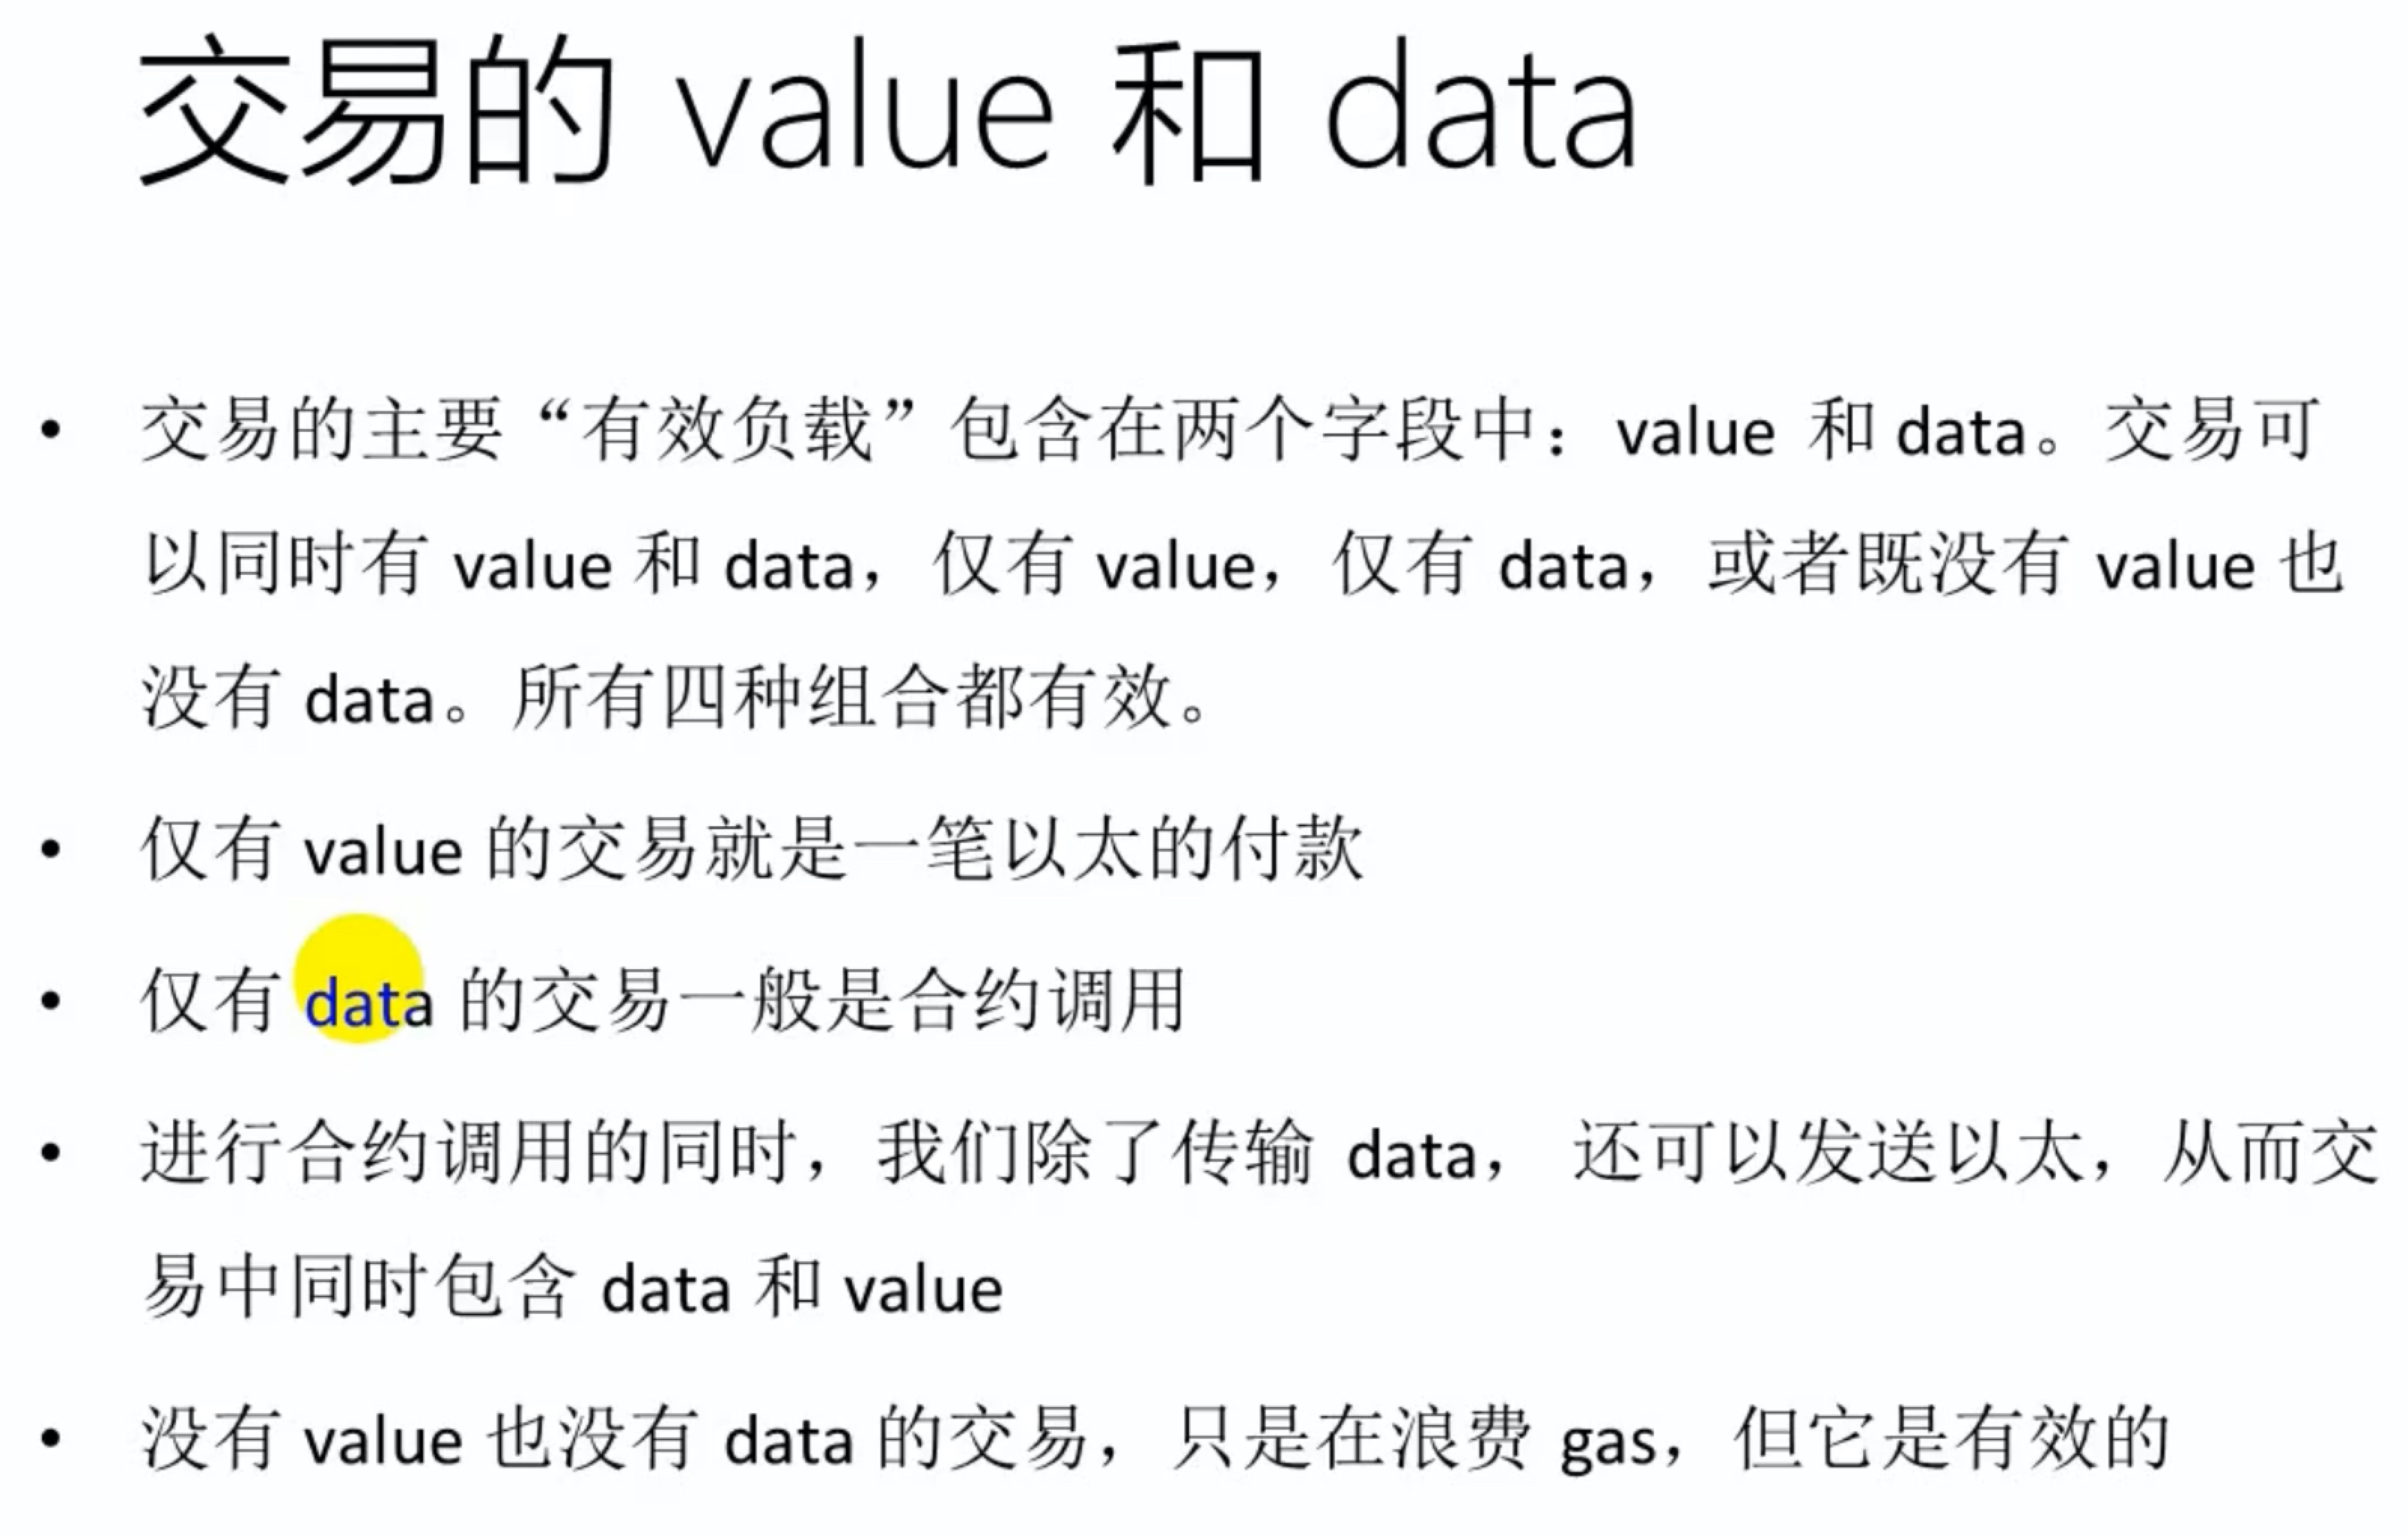 交易的 value 和 data
• 交易的主要“有效负载”包含在两个字段中：value 和 data。交易可
以同时有 value 和 data，仅有 value，仅有 data，或者既没有 value 也
没有 data。所有四种组合都有效。
• 仅有 value 的交易就是一笔以太的付款
• 仅有 data 的交易一般是合约调用
• 进行合约调用的同时，我们除了传输 data， 还可以发送以太，从而交
易中同时包含 data 和 value
• 没有 value 也没有 data 的交易，只是在浪费 gas，但它是有效的